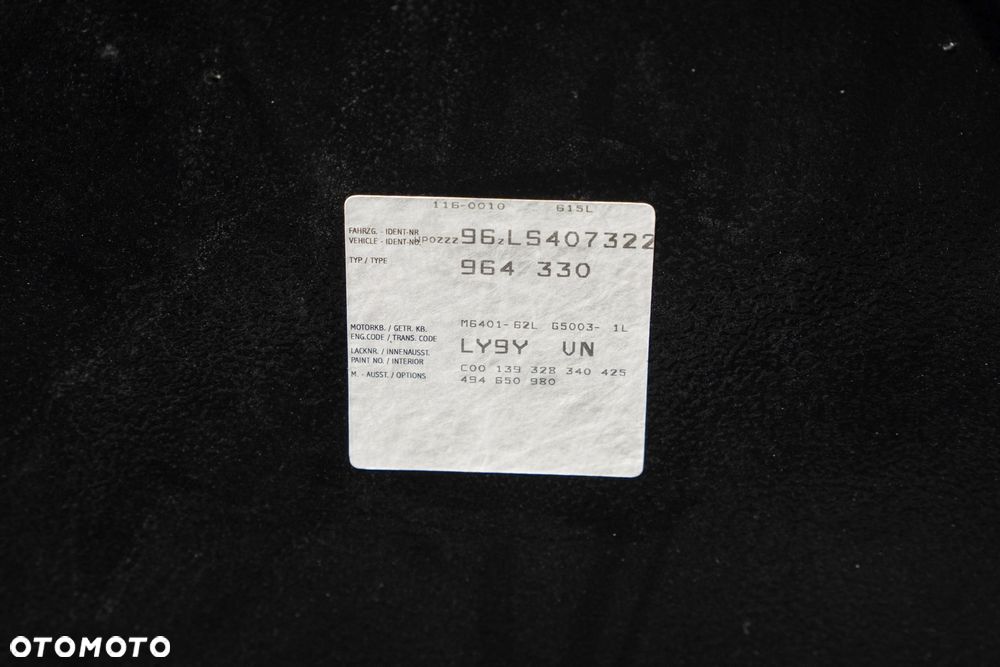 116-0010 615L
FAHRZG. - IDENT-NR
VEHICLE - IDENT-NO. WPOZZZ 96zLS407322
TYP / TYPE 964 330
MOTORKB. / GETR. KB. M6401-62L G5003- 1L
ENG.CODE / TRANS. CODE
LACKNR. / INNENAUSST. LY9Y VN
PAINT NO. / INTERIOR
M. - AUSST. / OPTIONS C00 139 328 340 425
494 650 980
OTOMOTO